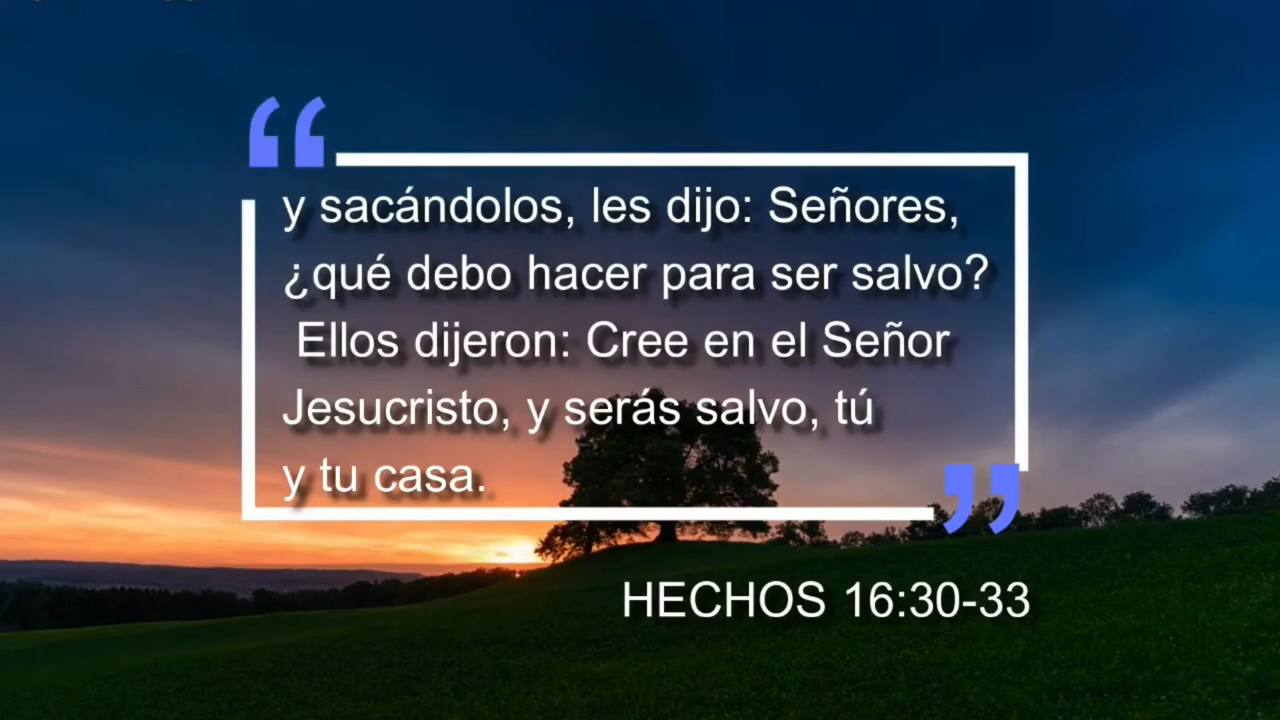 “
y sacándolos, les dijo: Señores,
¿qué debo hacer para ser salvo?
Ellos dijeron: Cree en el Señor
Jesucristo, y serás salvo, tú
y tu casa.
”
HECHOS 16:30-33